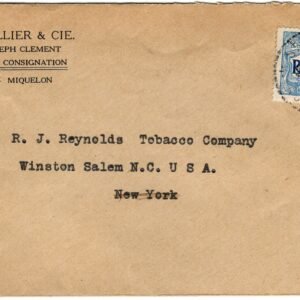 LLIER & CIE.
EPH CLEMENT
CONSIGNATION
MIQUELON
R
R. J. Reynolds Tobacco Company
Winston Salem N.C. U S A.
New York